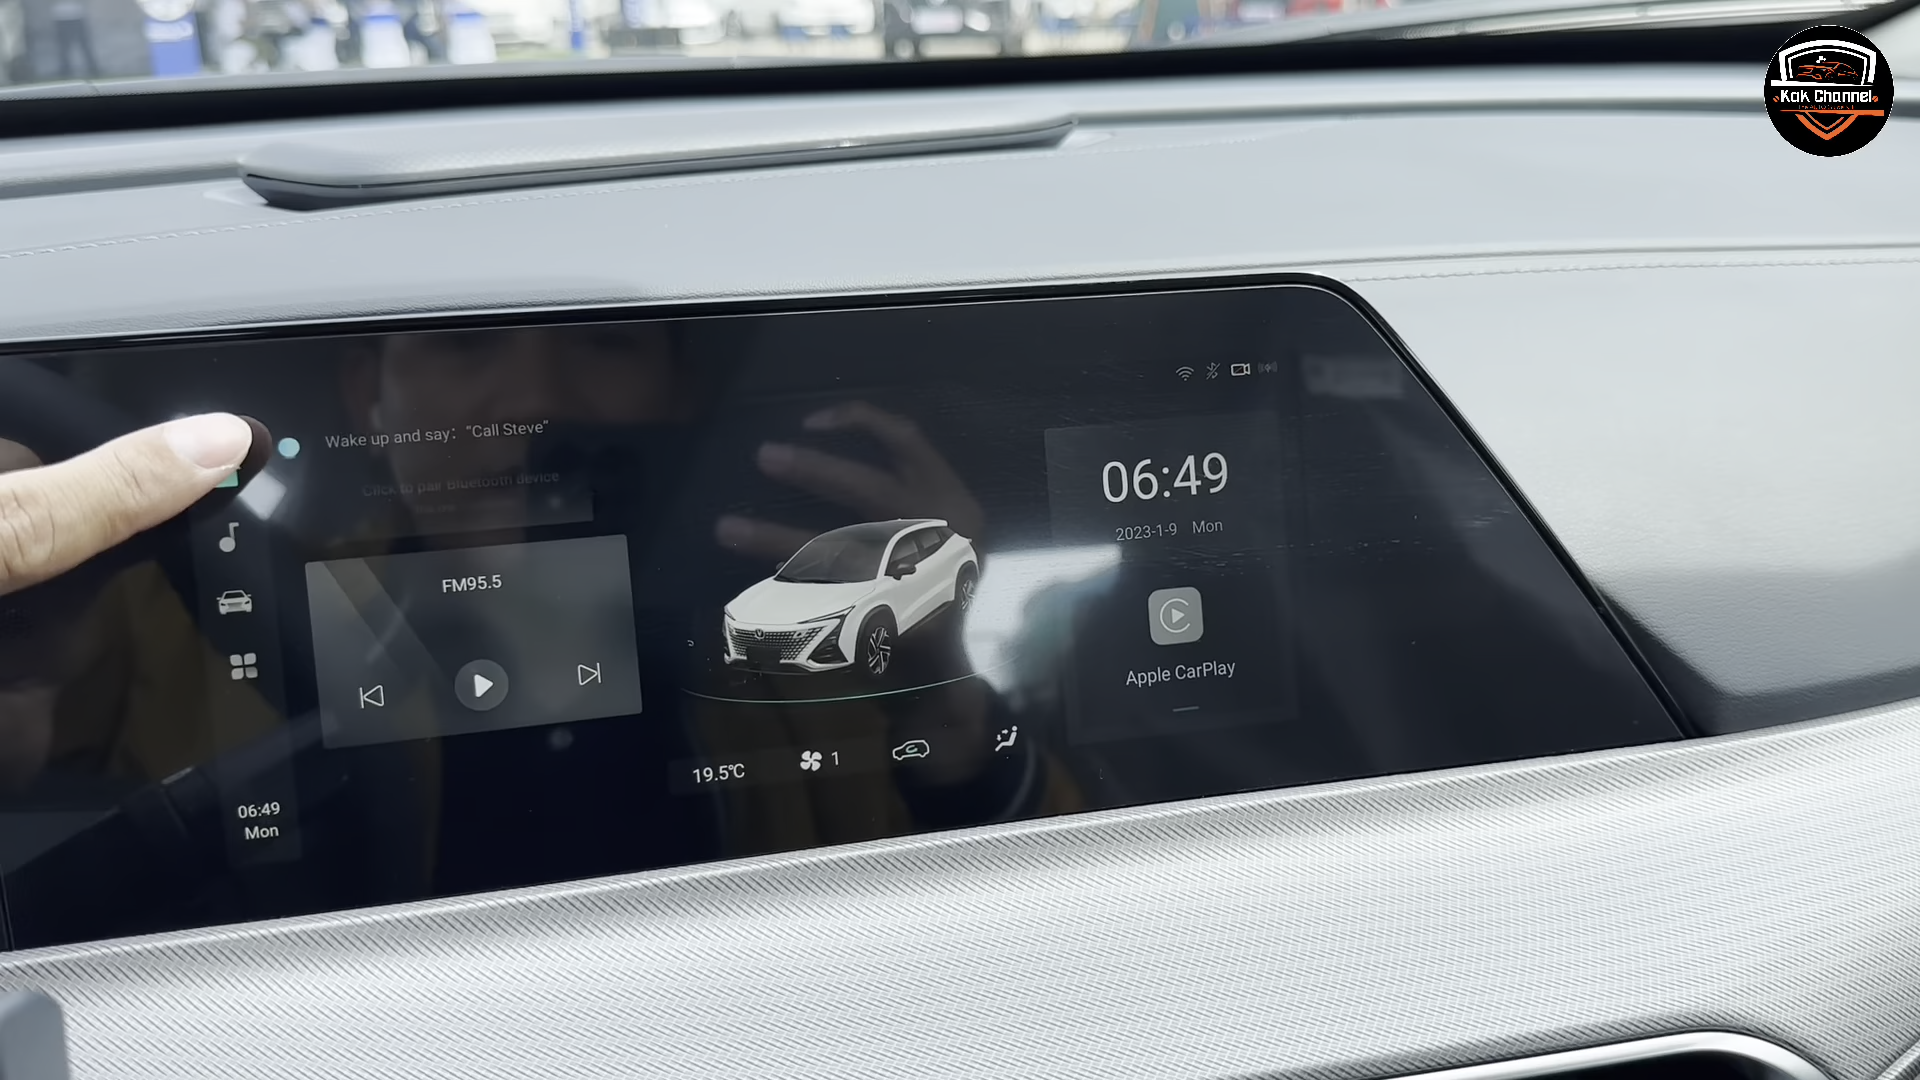 Kak Channel
Wake up and say: “Call Steve”
Click to pair Bluetooth device
FM95.5
06:49
2023-1-9 Mon
Apple CarPlay
19.5℃
1
06:49
Mon